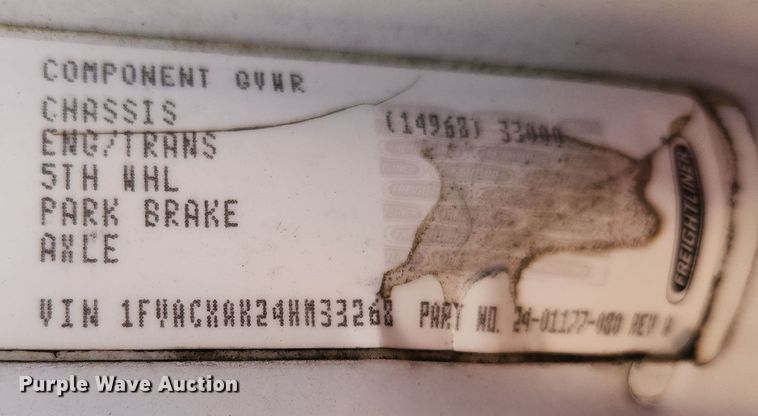 COMPONENT GVWR
CHASSIS (14968) 33000
ENG/TRANS
5TH WHL
PARK BRAKE
AXLE
FREIGHTLINER
VIN 1FVACXAK24HM33268 PART NO. 24-01177-080 REV A
Purple Wave Auction